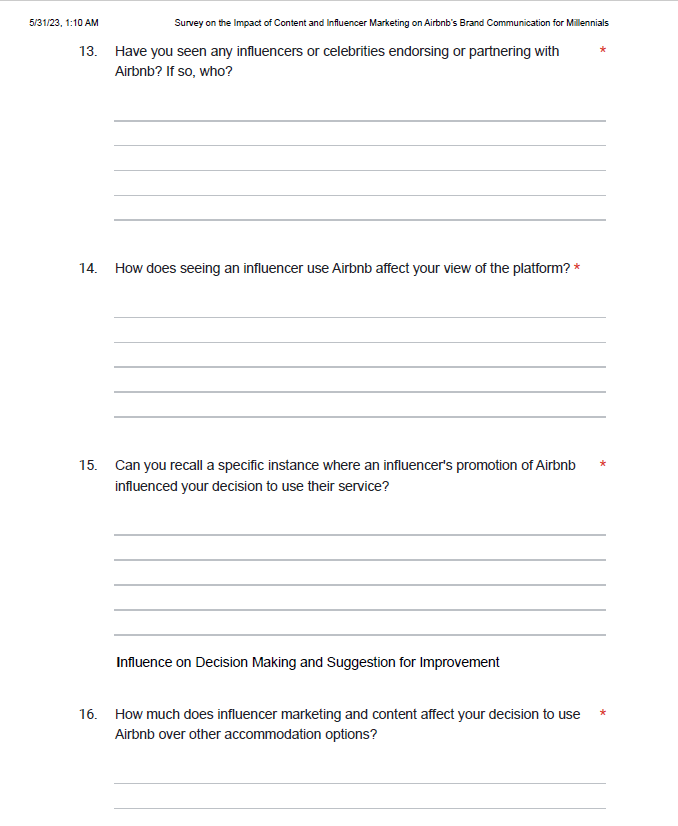 5/31/23, 1:10 AM Survey on the Impact of Content and Influencer Marketing on Airbnb's Brand Communication for Millennials
13. Have you seen any influencers or celebrities endorsing or partnering with *
Airbnb? If so, who?
14. How does seeing an influencer use Airbnb affect your view of the platform? *
15. Can you recall a specific instance where an influencer's promotion of Airbnb *
influenced your decision to use their service?
Influence on Decision Making and Suggestion for Improvement
16. How much does influencer marketing and content affect your decision to use *
Airbnb over other accommodation options?